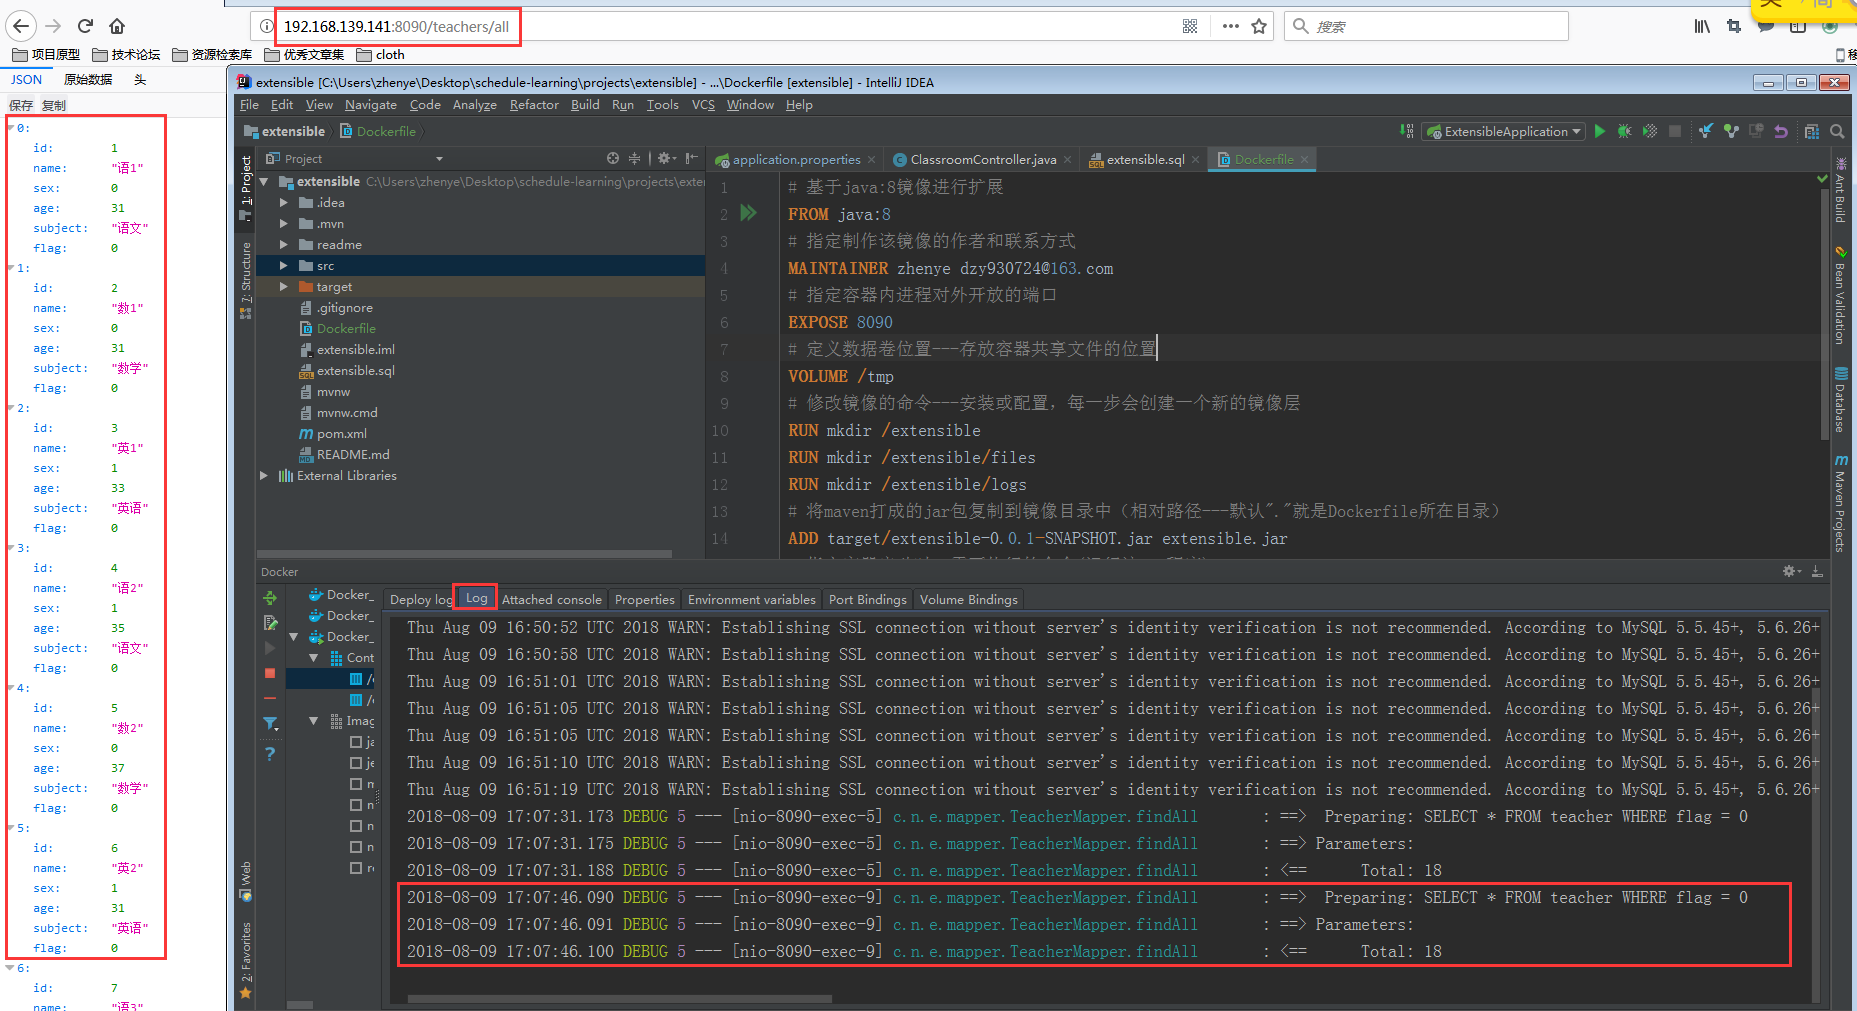 192.168.139.141:8090/teachers/all
搜索
项目原型 技术论坛 资源检索库 优秀文章集 cloth
JSON 原始数据 头
保存 复制
0:
id: 1
name: "语1"
sex: 0
age: 31
subject: "语文"
flag: 0
1:
id: 2
name: "数1"
sex: 0
age: 31
subject: "数学"
flag: 0
2:
id: 3
name: "英1"
sex: 1
age: 33
subject: "英语"
flag: 0
3:
id: 4
name: "语2"
sex: 1
age: 35
subject: "语文"
flag: 0
4:
id: 5
name: "数2"
sex: 0
age: 37
subject: "数学"
flag: 0
5:
id: 6
name: "英2"
sex: 1
age: 31
subject: "英语"
flag: 0
6:
id: 7
name: "语3"
extensible [C:\Users\zhenye\Desktop\schedule-learning\projects\extensible] - ...\Dockerfile [extensible] - IntelliJ IDEA
File Edit View Navigate Code Analyze Refactor Build Run Tools VCS Window Help
extensible Dockerfile
ExtensibleApplication
1: Project
7: Structure
Web
2: Favorites
Project
extensible C:\Users\zhenye\Desktop\schedule-learning\projects\exte
.idea
.mvn
readme
src
target
.gitignore
Dockerfile
extensible.iml
extensible.sql
mvnw
mvnw.cmd
pom.xml
README.md
External Libraries
application.properties ClassroomController.java extensible.sql Dockerfile
1 # 基于java:8镜像进行扩展
2 FROM java:8
3 # 指定制作该镜像的作者和联系方式
4 MAINTAINER zhenye dzy930724@163.com
5 # 指定容器内进程对外开放的端口
6 EXPOSE 8090
7 # 定义数据卷位置---存放容器共享文件的位置
8 VOLUME /tmp
9 # 修改镜像的命令---安装或配置，每一步会创建一个新的镜像层
10 RUN mkdir /extensible
11 RUN mkdir /extensible/files
12 RUN mkdir /extensible/logs
13 # 将maven打成的jar包复制到镜像目录中（相对路径---默认"."就是Dockerfile所在目录）
14 ADD target/extensible-0.0.1-SNAPSHOT.jar extensible.jar
Ant Build
Bean Validation
Database
Maven Projects
Docker
Docker_
Docker_
Docker_
Cont
Imag
Deploy log Log Attached console Properties Environment variables Port Bindings Volume Bindings
Thu Aug 09 16:50:52 UTC 2018 WARN: Establishing SSL connection without server's identity verification is not recommended. According to MySQL 5.5.45+, 5.6.26+
Thu Aug 09 16:50:58 UTC 2018 WARN: Establishing SSL connection without server's identity verification is not recommended. According to MySQL 5.5.45+, 5.6.26+
Thu Aug 09 16:51:01 UTC 2018 WARN: Establishing SSL connection without server's identity verification is not recommended. According to MySQL 5.5.45+, 5.6.26+
Thu Aug 09 16:51:05 UTC 2018 WARN: Establishing SSL connection without server's identity verification is not recommended. According to MySQL 5.5.45+, 5.6.26+
Thu Aug 09 16:51:05 UTC 2018 WARN: Establishing SSL connection without server's identity verification is not recommended. According to MySQL 5.5.45+, 5.6.26+
Thu Aug 09 16:51:10 UTC 2018 WARN: Establishing SSL connection without server's identity verification is not recommended. According to MySQL 5.5.45+, 5.6.26+
Thu Aug 09 16:51:19 UTC 2018 WARN: Establishing SSL connection without server's identity verification is not recommended. According to MySQL 5.5.45+, 5.6.26+
2018-08-09 17:07:31.173 DEBUG 5 --- [nio-8090-exec-5] c.n.e.mapper.TeacherMapper.findAll : ==> Preparing: SELECT * FROM teacher WHERE flag = 0
2018-08-09 17:07:31.175 DEBUG 5 --- [nio-8090-exec-5] c.n.e.mapper.TeacherMapper.findAll : ==> Parameters:
2018-08-09 17:07:31.188 DEBUG 5 --- [nio-8090-exec-5] c.n.e.mapper.TeacherMapper.findAll : <== Total: 18
2018-08-09 17:07:46.090 DEBUG 5 --- [nio-8090-exec-9] c.n.e.mapper.TeacherMapper.findAll : ==> Preparing: SELECT * FROM teacher WHERE flag = 0
2018-08-09 17:07:46.091 DEBUG 5 --- [nio-8090-exec-9] c.n.e.mapper.TeacherMapper.findAll : ==> Parameters:
2018-08-09 17:07:46.100 DEBUG 5 --- [nio-8090-exec-9] c.n.e.mapper.TeacherMapper.findAll : <== Total: 18